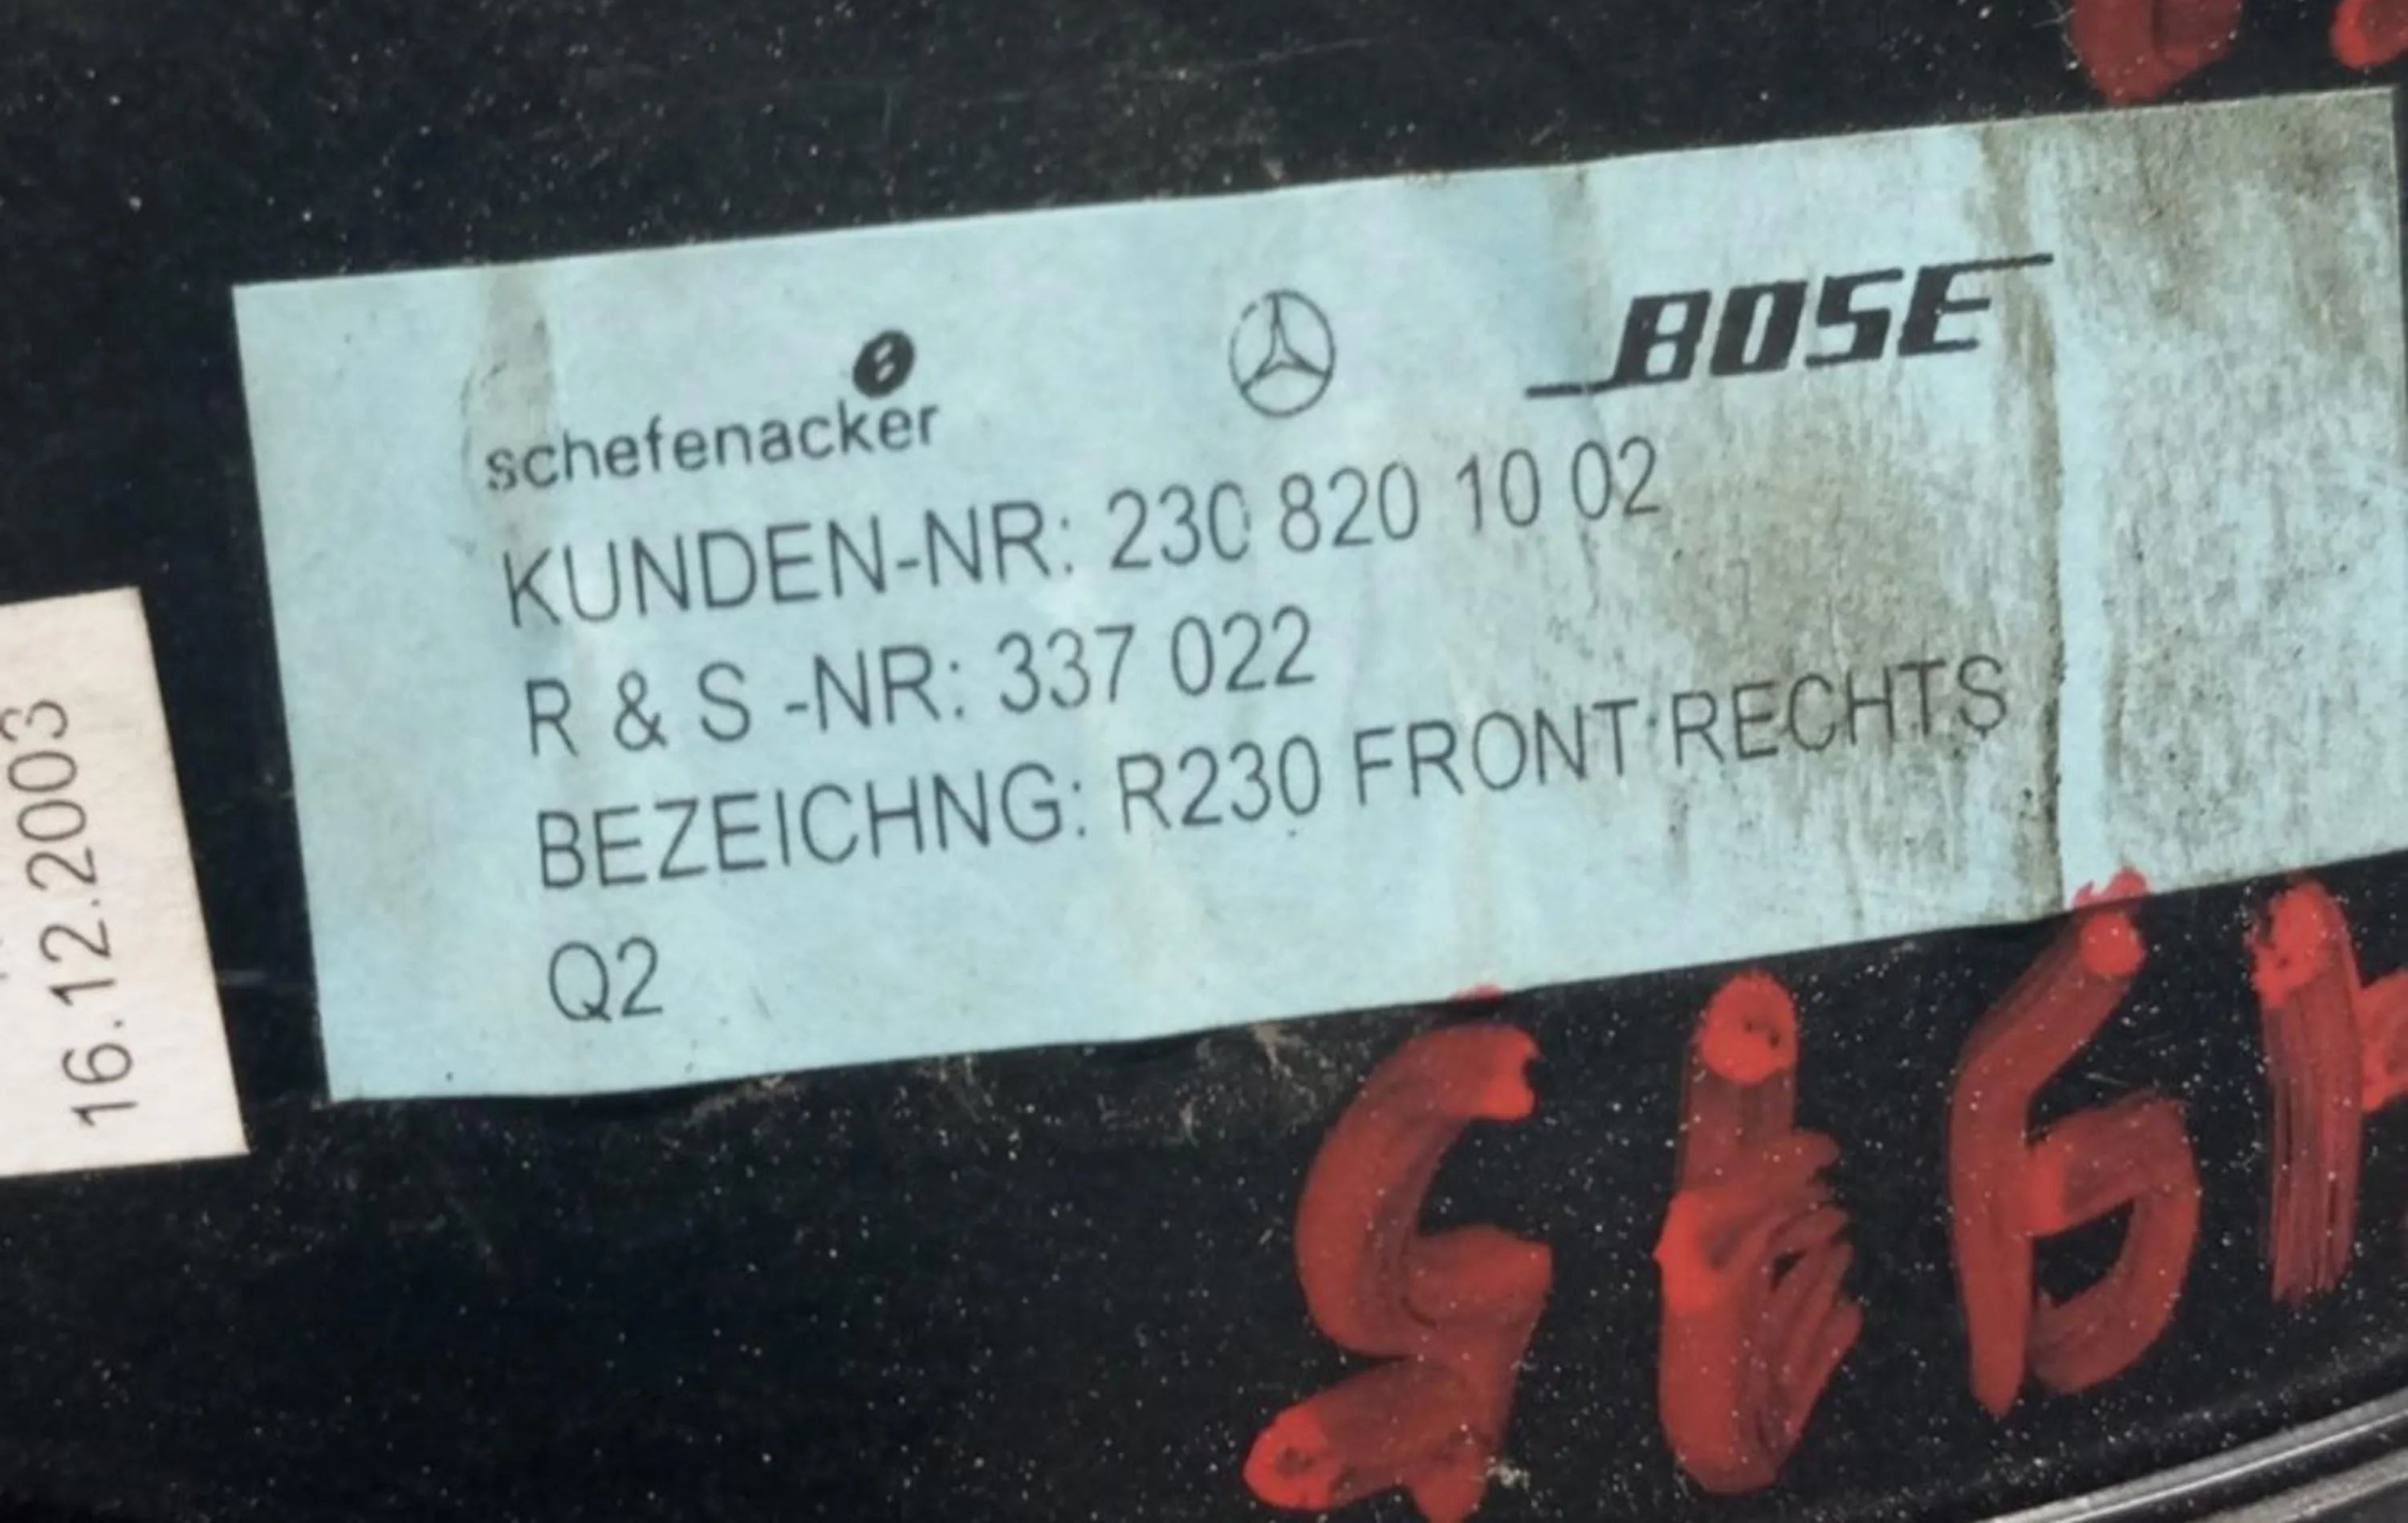 schefenacker
BOSE
KUNDEN-NR: 230 820 10 02
R & S -NR: 337 022
BEZEICHNG: R230 FRONT RECHTS
Q2
16.12.2003